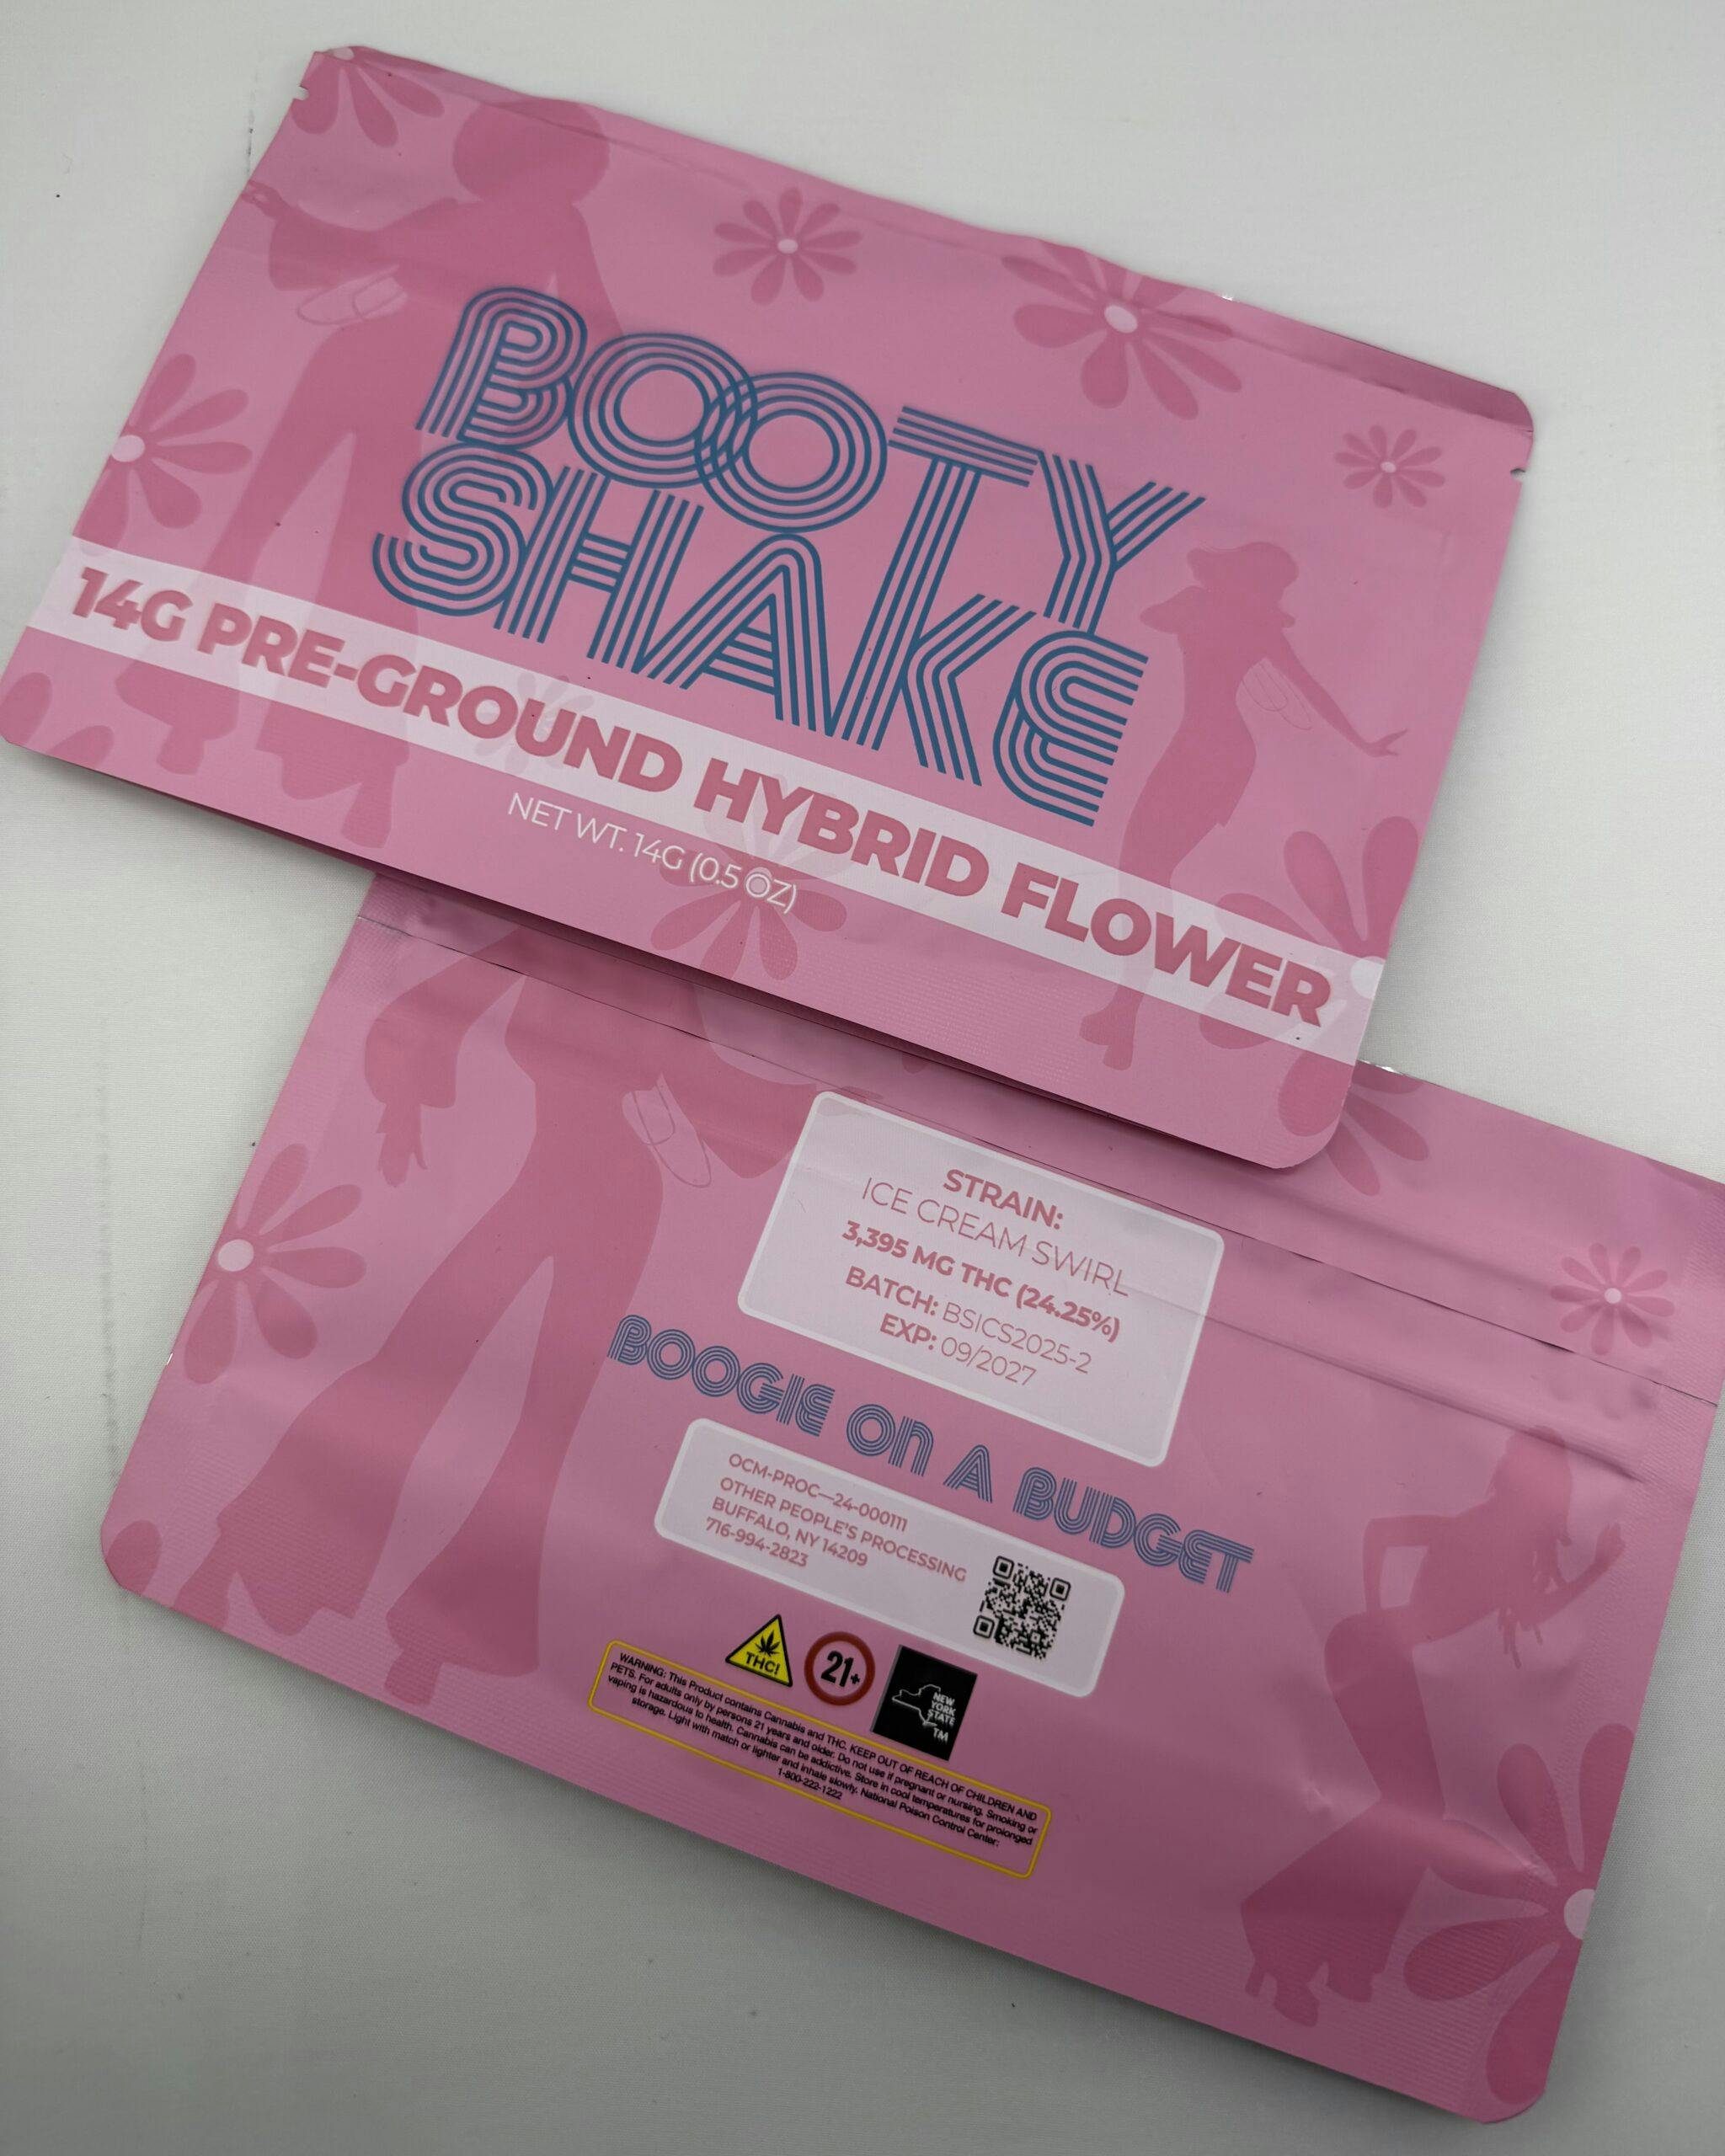 BOOTY
SHAKE
14G PRE-GROUND HYBRID FLOWER
NET WT. 14G (0.5 OZ)
STRAIN:
ICE CREAM SWIRL
3,395 MG THC (24.25%)
BATCH: BSICS2025-2
EXP: 09/2027
BOOGIE ON A BUDGET
OCM-PROC—24-000111
OTHER PEOPLE'S PROCESSING
BUFFALO, NY 14209
716-994-2823
THC!
21+
NEW
YORK
STATE
TM
WARNING: This Product contains Cannabis and THC. KEEP OUT OF REACH OF CHILDREN AND
PETS. For adults only by persons 21 years and older. Do not use if pregnant or nursing. Smoking or
vaping is hazardous to health. Cannabis can be addictive. Store in cool temperatures for prolonged
storage. Light with match or lighter and inhale slowly. National Poison Control Center:
1-800-222-1222